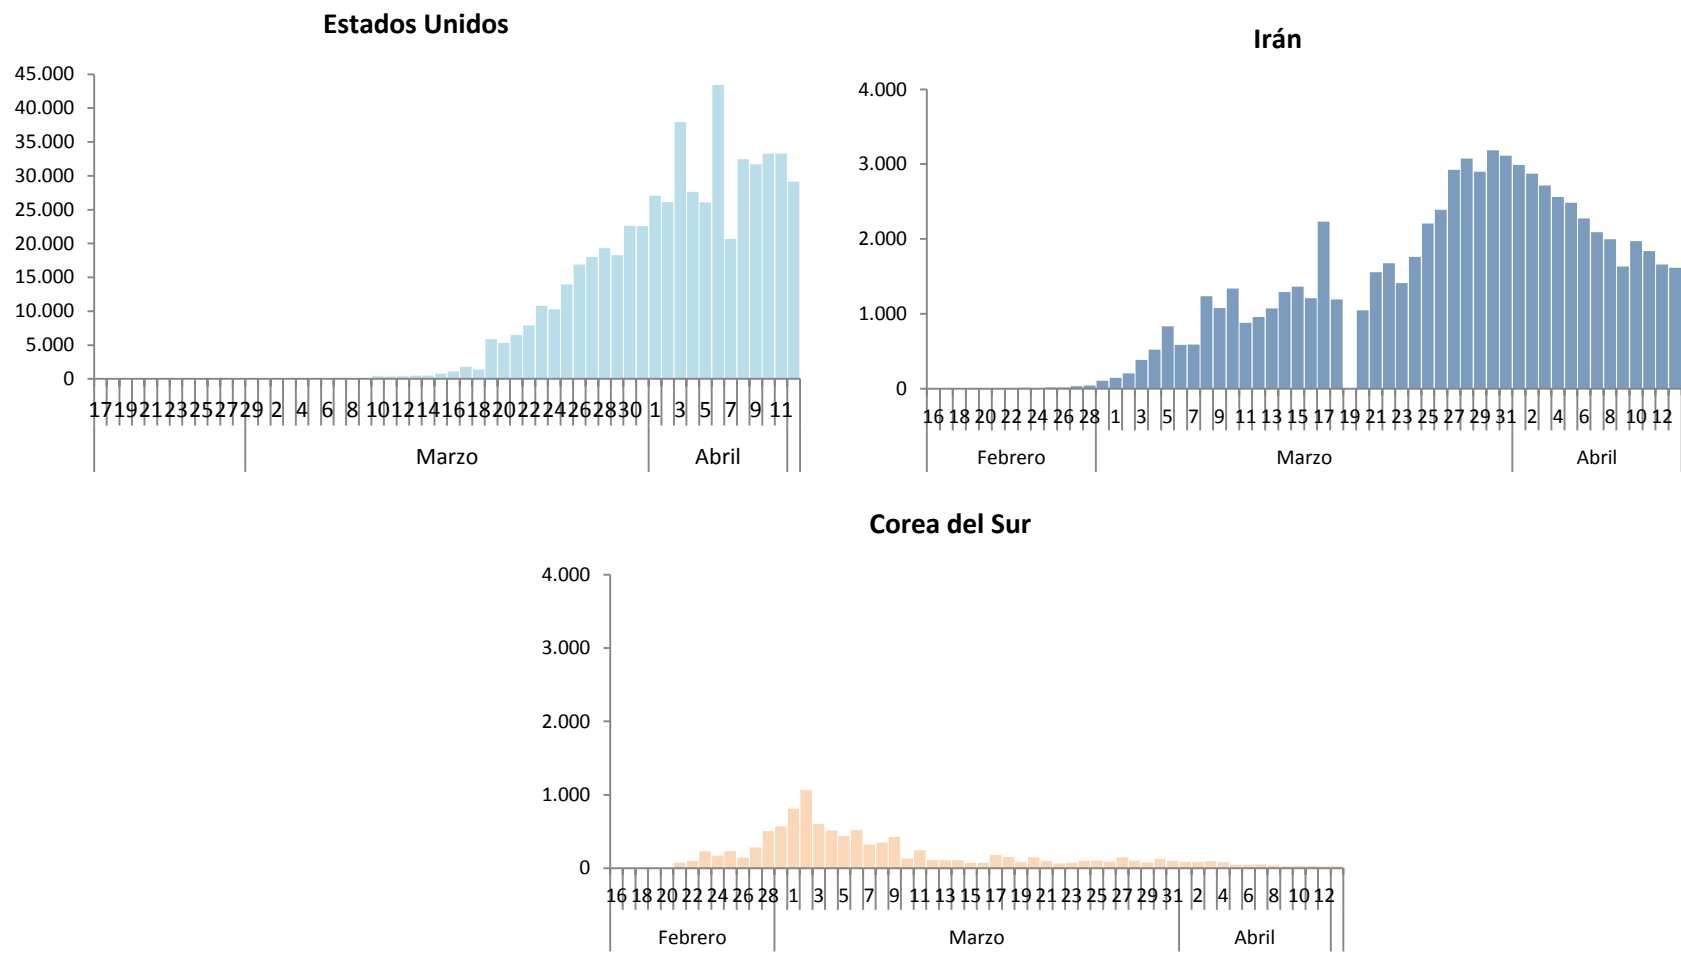 Estados Unidos
45.000
40.000
35.000
30.000
25.000
20.000
15.000
10.000
5.000
0
17 19 21 23 25 27 29 2 4 6 8 10 12 14 16 18 20 22 24 26 28 30 1 3 5 7 9 11
Marzo Abril
Irán
4.000
3.000
2.000
1.000
0
16 18 20 22 24 26 28 1 3 5 7 9 11 13 15 17 19 21 23 25 27 29 31 2 4 6 8 10 12
Febrero Marzo Abril
Corea del Sur
4.000
3.000
2.000
1.000
0
16 18 20 22 24 26 28 1 3 5 7 9 11 13 15 17 19 21 23 25 27 29 31 2 4 6 8 10 12
Febrero Marzo Abril